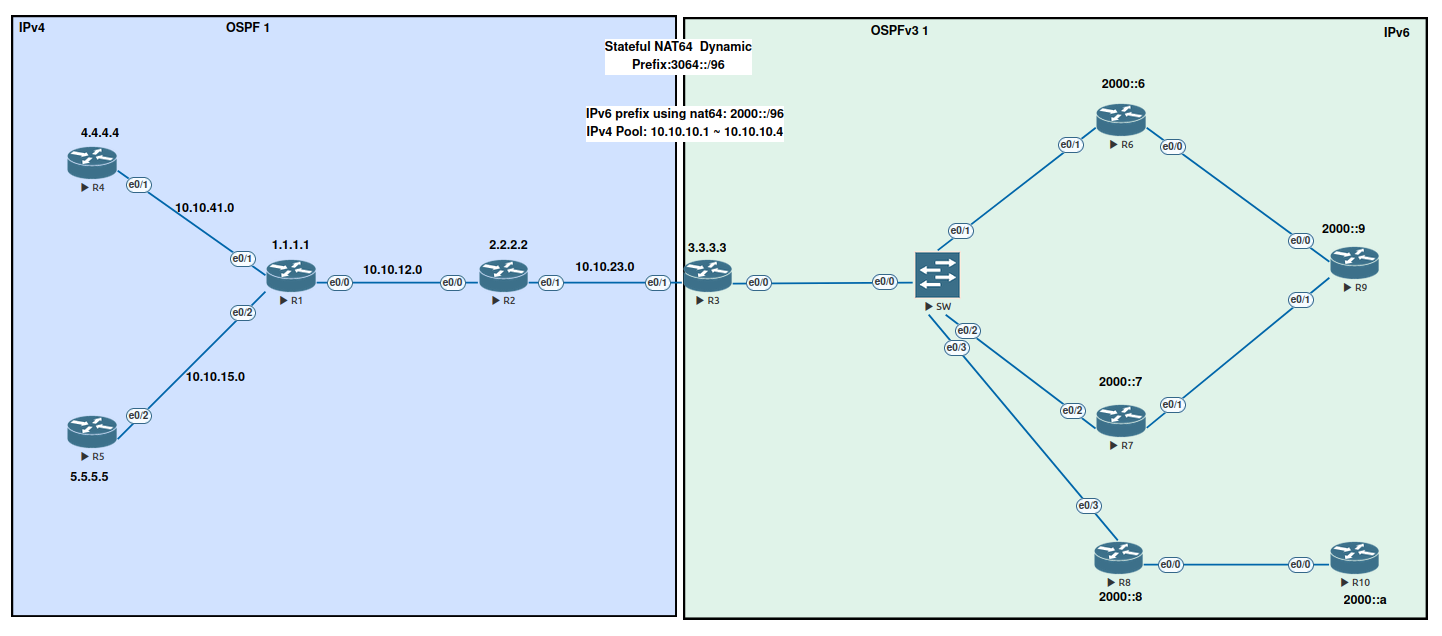 IPv4
OSPF 1
OSPFv3 1
IPv6
Stateful NAT64 Dynamic
Prefix:3064::/96
IPv6 prefix using nat64: 2000::/96
IPv4 Pool: 10.10.10.1 ~ 10.10.10.4
4.4.4.4
R4
e0/1
10.10.41.0
e0/1
1.1.1.1
R1
e0/0
e0/2
10.10.12.0
e0/0
2.2.2.2
R2
e0/1
10.10.23.0
e0/1
3.3.3.3
R3
e0/0
10.10.15.0
e0/2
R5
5.5.5.5
e0/0
SW
e0/1
e0/2
e0/3
2000::6
e0/1
R6
e0/0
2000::9
e0/0
R9
e0/1
2000::7
e0/2
R7
e0/1
e0/3
R8
2000::8
e0/0
e0/0
R10
2000::a